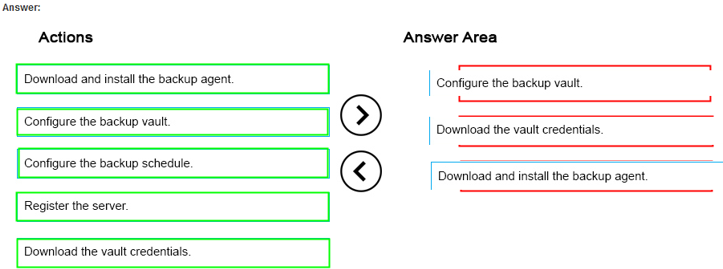 Answer:
Actions
Answer Area
Download and install the backup agent.
Configure the backup vault.
Configure the backup vault.
Download the vault credentials.
Configure the backup schedule.
Download and install the backup agent.
Register the server.
Download the vault credentials.